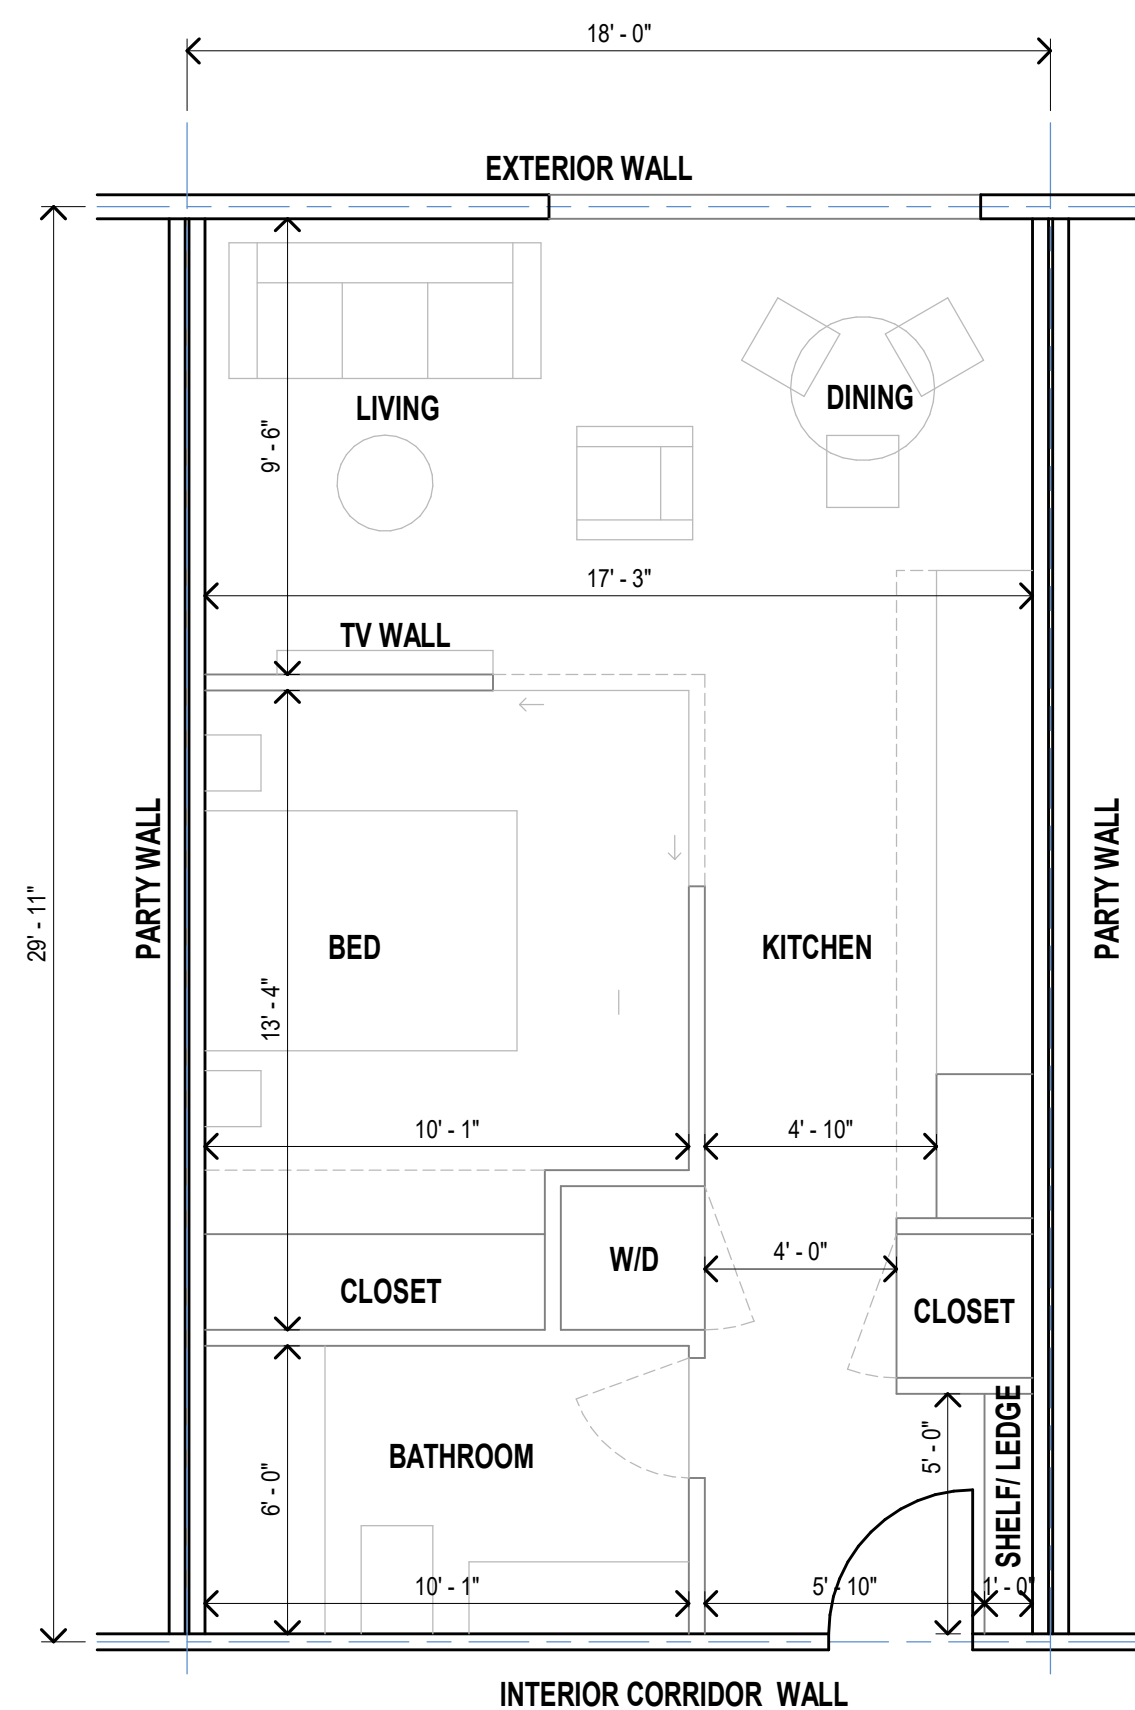 18' - 0"
EXTERIOR WALL
LIVING
DINING
9' - 6"
17' - 3"
TV WALL
PARTY WALL
PARTY WALL
29' - 11"
BED
KITCHEN
13' - 4"
10' - 1"
4' - 10"
W/D
4' - 0"
CLOSET
CLOSET
BATHROOM
5' - 0"
SHELF/ LEDGE
6' - 0"
10' - 1"
5' - 10"
1' - 0"
INTERIOR CORRIDOR WALL